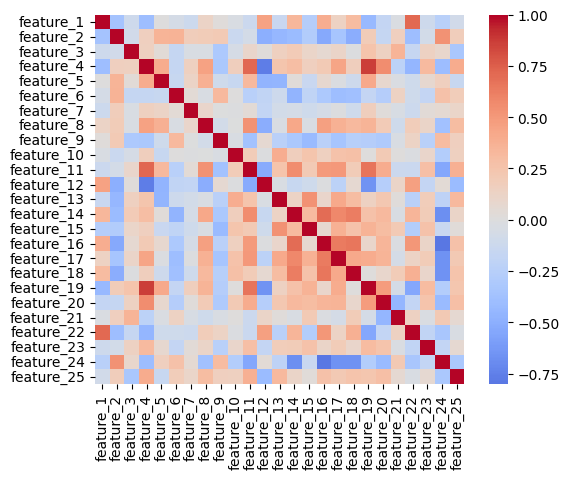 feature_1
feature_2
feature_3
feature_4
feature_5
feature_6
feature_7
feature_8
feature_9
feature_10
feature_11
feature_12
feature_13
feature_14
feature_15
feature_16
feature_17
feature_18
feature_19
feature_20
feature_21
feature_22
feature_23
feature_24
feature_25
feature_1
feature_2
feature_3
feature_4
feature_5
feature_6
feature_7
feature_8
feature_9
feature_10
feature_11
feature_12
feature_13
feature_14
feature_15
feature_16
feature_17
feature_18
feature_19
feature_20
feature_21
feature_22
feature_23
feature_24
feature_25
1.00
0.75
0.50
0.25
0.00
−0.25
−0.50
−0.75